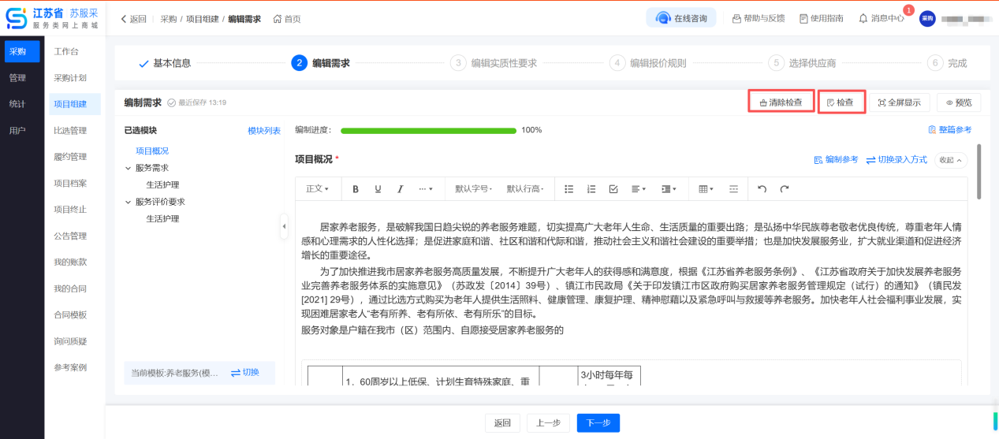 江苏省 苏服采
服务类网上商城
返回 采购 / 项目组建 / 编辑需求 首页
在线咨询 帮助与反馈 使用指南 消息中心 1 采购
采购
管理
统计
用户
工作台
采购计划
项目组建
比选管理
履约管理
项目档案
项目终止
公告管理
我的账款
我的合同
合同模板
询问质疑
参考案例
基本信息 2 编辑需求 3 编辑实质性要求 4 编辑报价规则 5 选择供应商 6 完成
编制需求 最近保存 13:19 清除检查 检查 全屏显示 预览
已选模块 模块列表
项目概况
服务需求
生活护理
服务评价要求
生活护理
当前模板:养老服务(模... 切换
编制进度: 100% 整篇参考
项目概况 * 编制参考 切换录入方式 收起
正文 B U I ... 默认字号 默认行高
居家养老服务，是破解我国日趋尖锐的养老服务难题，切实提高广大老年人生命、生活质量的重要出路；是弘扬中华民族尊老敬老优良传统，尊重老年人情
感和心理需求的人性化选择；是促进家庭和谐、社区和谐和代际和谐，推动社会主义和谐社会建设的重要举措；也是加快发展服务业，扩大就业渠道和促进经济
增长的重要途径。
为了加快推进我市居家养老服务高质量发展，不断提升广大老年人的获得感和满意度，根据《江苏省养老服务条例》、《江苏省政府关于加快发展养老服务
业完善养老服务体系的实施意见》（苏政发〔2014〕39号）、镇江市民政局《关于印发镇江市区政府购买居家养老服务管理规定（试行）的通知》（镇民发
[2021] 29号），通过比选方式购买为老年人提供生活照料、健康管理、康复护理、精神慰藉以及紧急呼叫与救援等养老服务。加快老年人社会福利事业发展，实
现困难居家老人“老有所养、老有所依、老有所乐”的目标。
服务对象是户籍在我市（区）范围内、自愿接受居家养老服务的
3小时每年每
1、60周岁以上低保、计划生育特殊家庭、重
返回 上一步 下一步